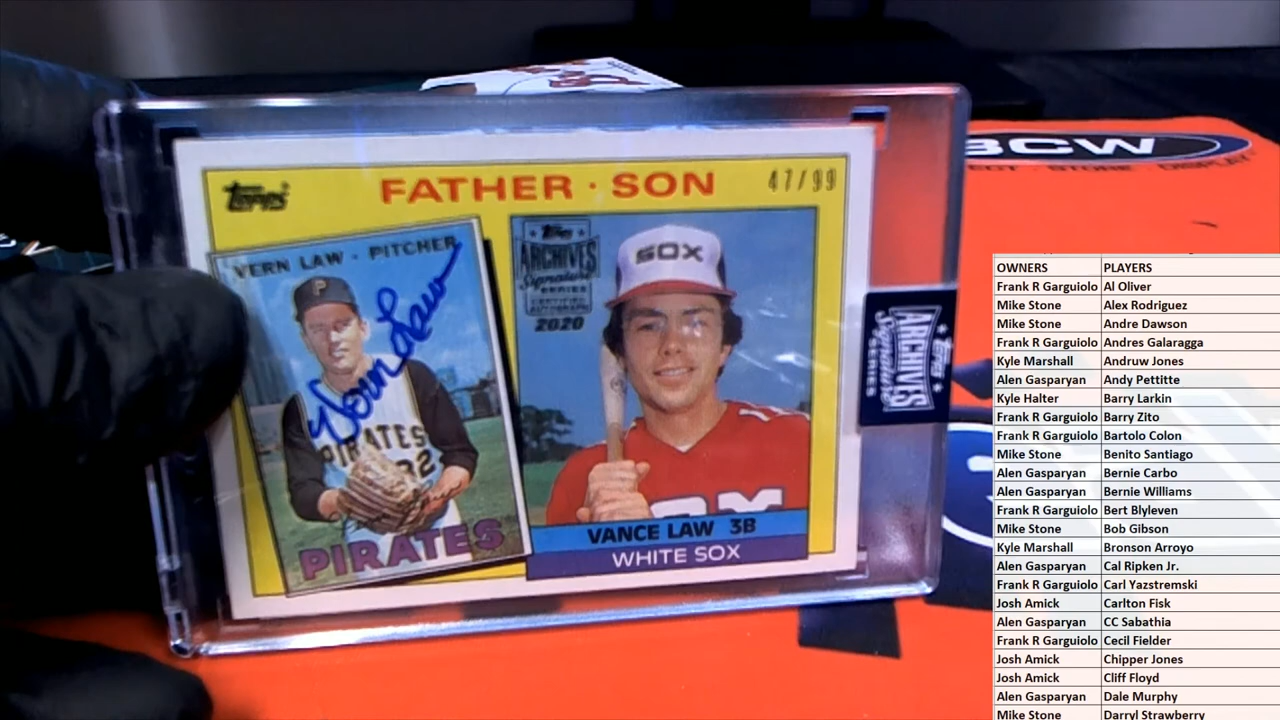 Topps
FATHER · SON
47/99
VERN LAW - PITCHER
Vern Law
P
PIRATES
32
PIRATES
Topps
ARCHIVES
Signature
SERIES
CERTIFIED
AUTOGRAPH
2020
SOX
SOX
VANCE LAW 3B
WHITE SOX
Topps
ARCHIVES
Signature
SERIES
BCW
ECT · STORE · DISPLAY
OWNERS PLAYERS
Frank R Garguiolo Al Oliver
Mike Stone Alex Rodriguez
Mike Stone Andre Dawson
Frank R Garguiolo Andres Galaragga
Kyle Marshall Andruw Jones
Alen Gasparyan Andy Pettitte
Kyle Halter Barry Larkin
Frank R Garguiolo Barry Zito
Frank R Garguiolo Bartolo Colon
Mike Stone Benito Santiago
Alen Gasparyan Bernie Carbo
Alen Gasparyan Bernie Williams
Frank R Garguiolo Bert Blyleven
Mike Stone Bob Gibson
Kyle Marshall Bronson Arroyo
Alen Gasparyan Cal Ripken Jr.
Frank R Garguiolo Carl Yazstremski
Josh Amick Carlton Fisk
Alen Gasparyan CC Sabathia
Frank R Garguiolo Cecil Fielder
Josh Amick Chipper Jones
Josh Amick Cliff Floyd
Alen Gasparyan Dale Murphy
Mike Stone Darryl Strawberry